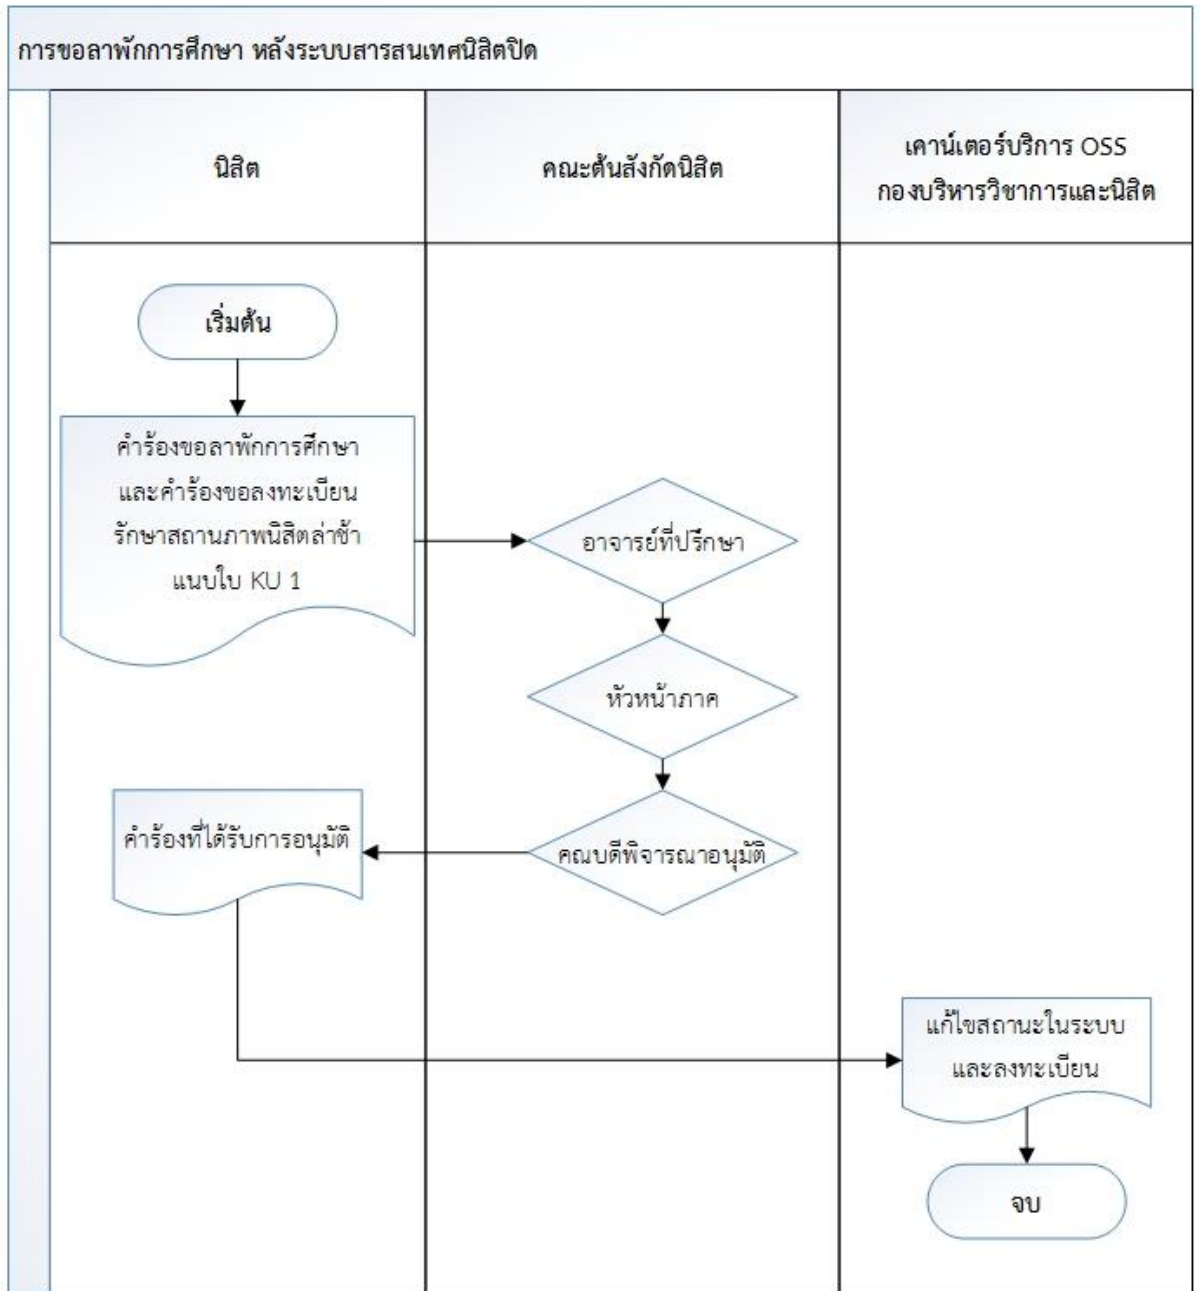 การขอลาพักการศึกษา หลังระบบสารสนเทศนิสิตปิด
นิสิต
คณะต้นสังกัดนิสิต
เคาน์เตอร์บริการ OSS
กองบริหารวิชาการและนิสิต
เริ่มต้น
คำร้องขอลาพักการศึกษา
และคำร้องขอลงทะเบียน
รักษาสถานภาพนิสิตล่าช้า
แนบใบ KU 1
อาจารย์ที่ปรึกษา
หัวหน้าภาค
คณบดีพิจารณาอนุมัติ
คำร้องที่ได้รับการอนุมัติ
แก้ไขสถานะในระบบ
และลงทะเบียน
จบ